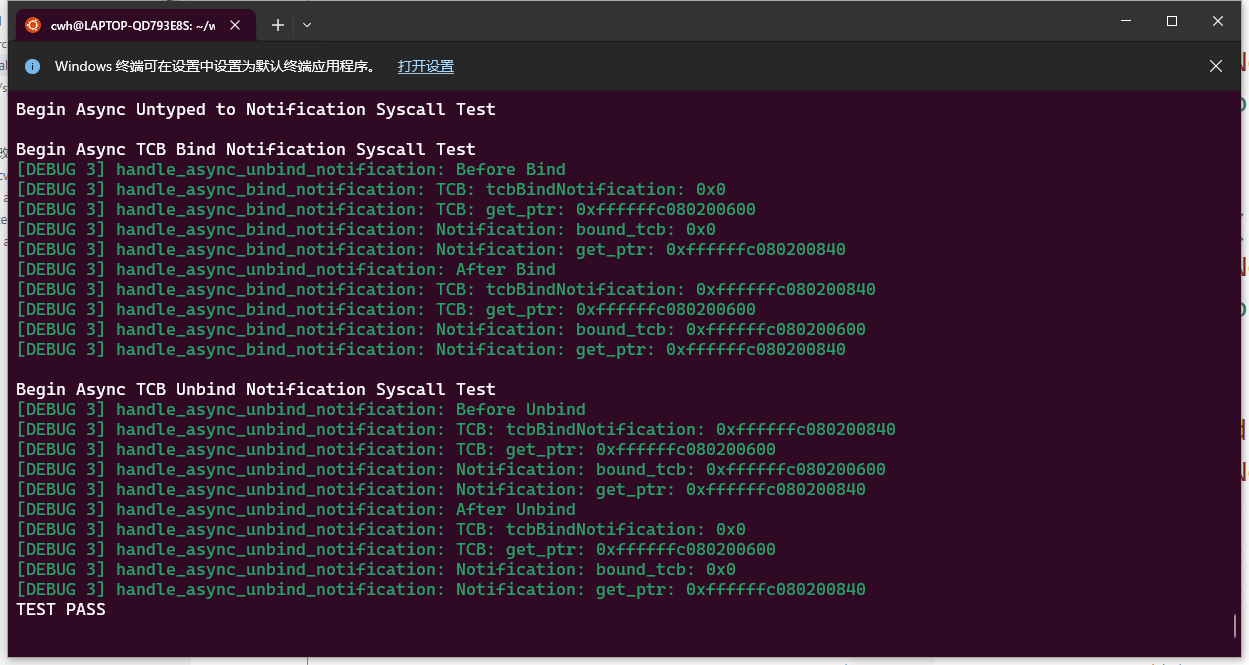 cwh@LAPTOP-QD793E8S: ~/w
Windows 终端可在设置中设置为默认终端应用程序。 打开设置
Begin Async Untyped to Notification Syscall Test
Begin Async TCB Bind Notification Syscall Test
[DEBUG 3] handle_async_unbind_notification: Before Bind
[DEBUG 3] handle_async_bind_notification: TCB: tcbBindNotification: 0x0
[DEBUG 3] handle_async_bind_notification: TCB: get_ptr: 0xffffffc080200600
[DEBUG 3] handle_async_bind_notification: Notification: bound_tcb: 0x0
[DEBUG 3] handle_async_bind_notification: Notification: get_ptr: 0xffffffc080200840
[DEBUG 3] handle_async_unbind_notification: After Bind
[DEBUG 3] handle_async_bind_notification: TCB: tcbBindNotification: 0xffffffc080200840
[DEBUG 3] handle_async_bind_notification: TCB: get_ptr: 0xffffffc080200600
[DEBUG 3] handle_async_bind_notification: Notification: bound_tcb: 0xffffffc080200600
[DEBUG 3] handle_async_bind_notification: Notification: get_ptr: 0xffffffc080200840
Begin Async TCB Unbind Notification Syscall Test
[DEBUG 3] handle_async_unbind_notification: Before Unbind
[DEBUG 3] handle_async_unbind_notification: TCB: tcbBindNotification: 0xffffffc080200840
[DEBUG 3] handle_async_unbind_notification: TCB: get_ptr: 0xffffffc080200600
[DEBUG 3] handle_async_unbind_notification: Notification: bound_tcb: 0xffffffc080200600
[DEBUG 3] handle_async_unbind_notification: Notification: get_ptr: 0xffffffc080200840
[DEBUG 3] handle_async_unbind_notification: After Unbind
[DEBUG 3] handle_async_unbind_notification: TCB: tcbBindNotification: 0x0
[DEBUG 3] handle_async_unbind_notification: TCB: get_ptr: 0xffffffc080200600
[DEBUG 3] handle_async_unbind_notification: Notification: bound_tcb: 0x0
[DEBUG 3] handle_async_unbind_notification: Notification: get_ptr: 0xffffffc080200840
TEST PASS